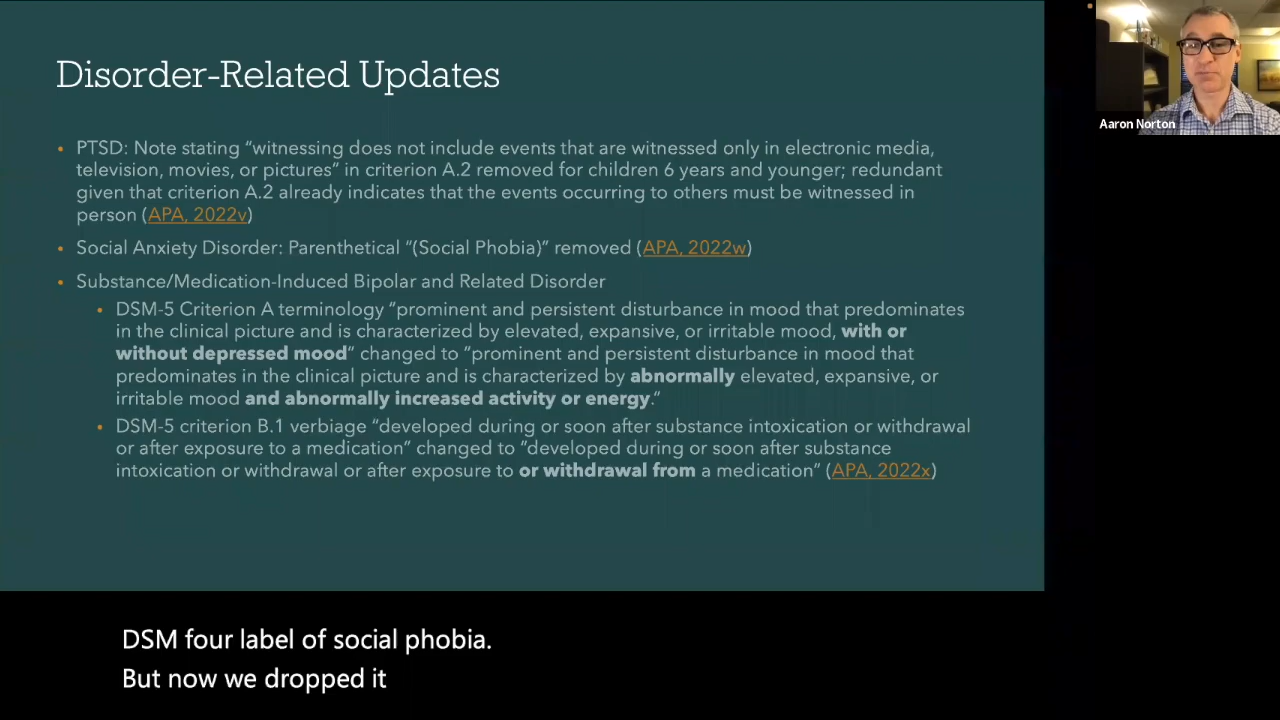 Disorder-Related Updates
• PTSD: Note stating “witnessing does not include events that are witnessed only in electronic media,
television, movies, or pictures” in criterion A.2 removed for children 6 years and younger; redundant
given that criterion A.2 already indicates that the events occurring to others must be witnessed in
person (APA, 2022v)
• Social Anxiety Disorder: Parenthetical “(Social Phobia)” removed (APA, 2022w)
• Substance/Medication-Induced Bipolar and Related Disorder
• DSM-5 Criterion A terminology “prominent and persistent disturbance in mood that predominates
in the clinical picture and is characterized by elevated, expansive, or irritable mood, with or
without depressed mood” changed to “prominent and persistent disturbance in mood that
predominates in the clinical picture and is characterized by abnormally elevated, expansive, or
irritable mood and abnormally increased activity or energy.”
• DSM-5 criterion B.1 verbiage “developed during or soon after substance intoxication or withdrawal
or after exposure to a medication” changed to “developed during or soon after substance
intoxication or withdrawal or after exposure to or withdrawal from a medication” (APA, 2022x)
Aaron Norton
DSM four label of social phobia.
But now we dropped it